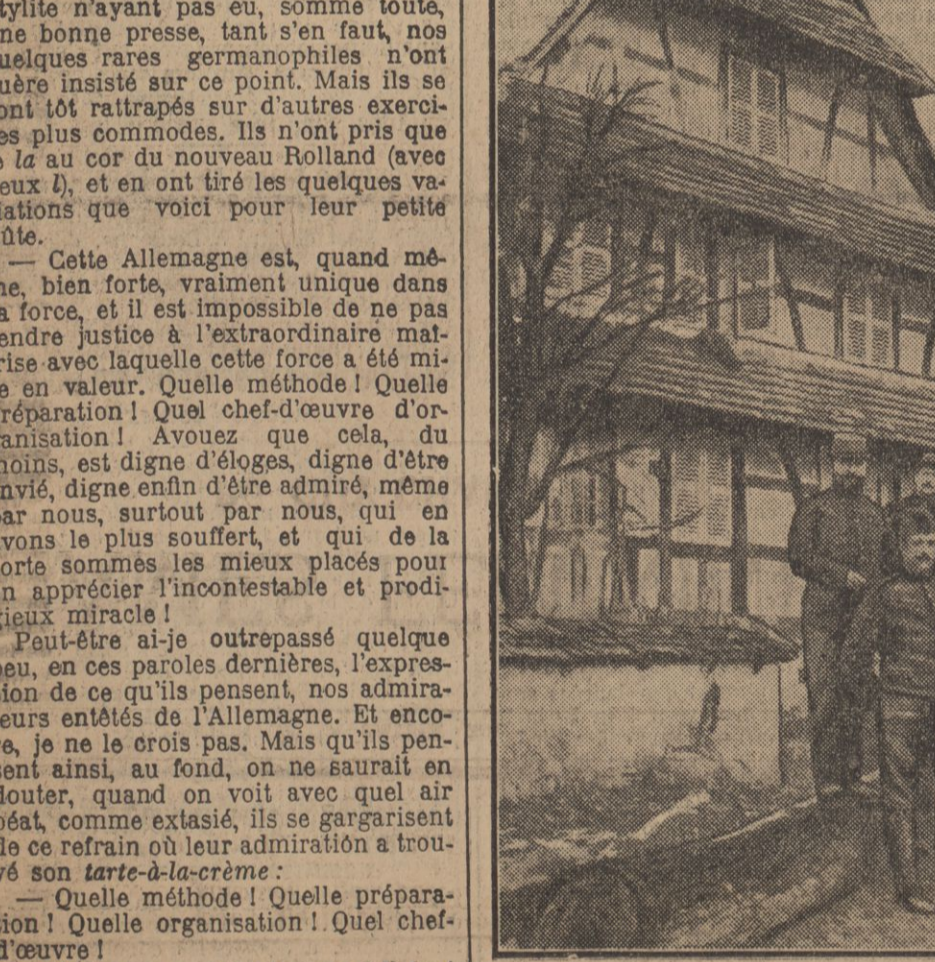 tylite n'ayant pas eu, somme toute,
ne bonne presse, tant s'en faut, nos
uelques rares germanophiles n'ont
uère insisté sur ce point. Mais ils se
ont tôt rattrapés sur d'autres exerci-
es plus commodes. Ils n'ont pris que
e la au cor du nouveau Rolland (avec
eux l), et en ont tiré les quelques va-
iations que voici pour leur petite
ûte.
— Cette Allemagne est, quand mê-
ne, bien forte, vraiment unique dans
a force, et il est impossible de ne pas
endre justice à l'extraordinaire maî-
rise avec laquelle cette force a été mi-
e en valeur. Quelle méthode ! Quelle
réparation ! Quel chef-d'œuvre d'or-
anisation ! Avouez que cela, du
noins, est digne d'éloges, digne d'être
nvié, digne enfin d'être admiré, même
par nous, surtout par nous, qui en
vons le plus souffert, et qui de la
orte sommes les mieux placés pour
n apprécier l'incontestable et prodi-
gieux miracle !
Peut-être ai-je outrepassé quelque
peu, en ces paroles dernières, l'expres-
sion de ce qu'ils pensent, nos admira-
eurs entêtés de l'Allemagne. Et enco-
re, je ne le crois pas. Mais qu'ils pen-
sent ainsi, au fond, on ne saurait en
douter, quand on voit avec quel air
béat, comme extasié, ils se gargarisent
de ce refrain où leur admiration a trou-
vé son tarte-à-la-crème :
— Quelle méthode ! Quelle prépara-
tion ! Quelle organisation ! Quel chef-
d'œuvre !